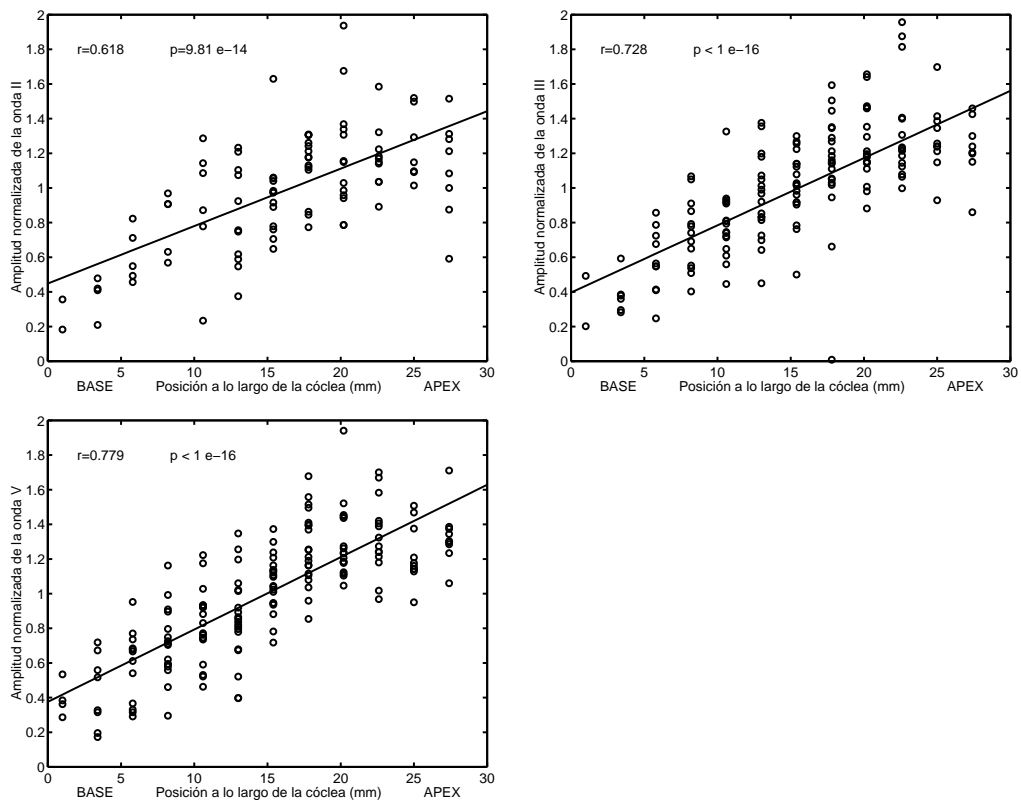 2
1.8
1.6
1.4
1.2
1
0.8
0.6
0.4
0.2
0
Amplitud normalizada de la onda II
r=0.618 p=9.81 e−14
0 5 10 15 20 25 30
BASE Posición a lo largo de la cóclea (mm) APEX
2
1.8
1.6
1.4
1.2
1
0.8
0.6
0.4
0.2
0
Amplitud normalizada de la onda III
r=0.728 p < 1 e−16
0 5 10 15 20 25 30
BASE Posición a lo largo de la cóclea (mm) APEX
2
1.8
1.6
1.4
1.2
1
0.8
0.6
0.4
0.2
0
Amplitud normalizada de la onda V
r=0.779 p < 1 e−16
0 5 10 15 20 25 30
BASE Posición a lo largo de la cóclea (mm) APEX